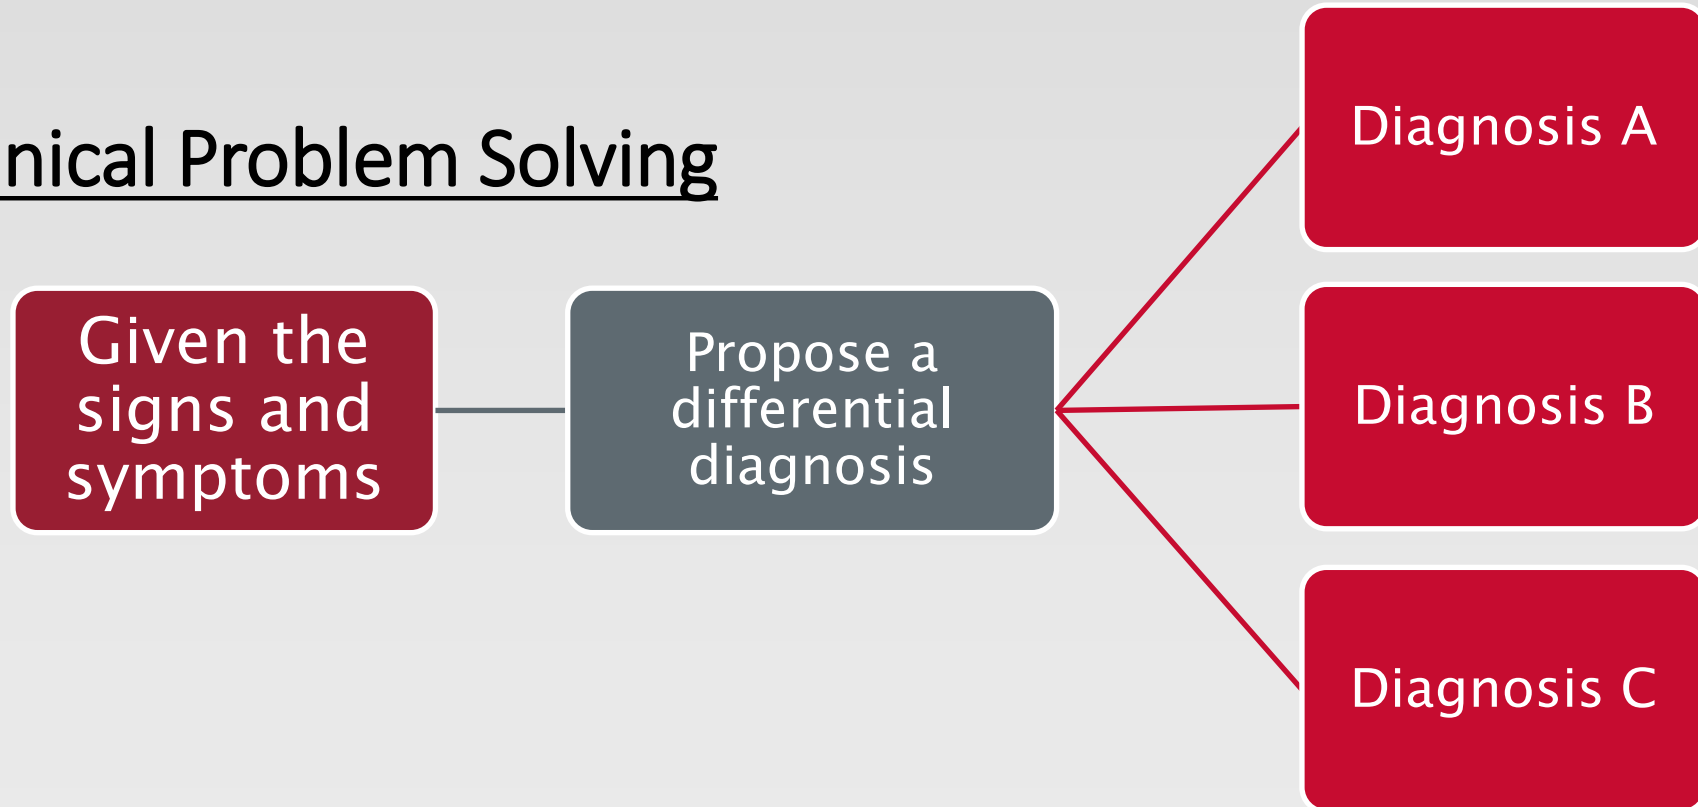 nical Problem Solving
Given the
signs and
symptoms
Propose a
differential
diagnosis
Diagnosis A
Diagnosis B
Diagnosis C